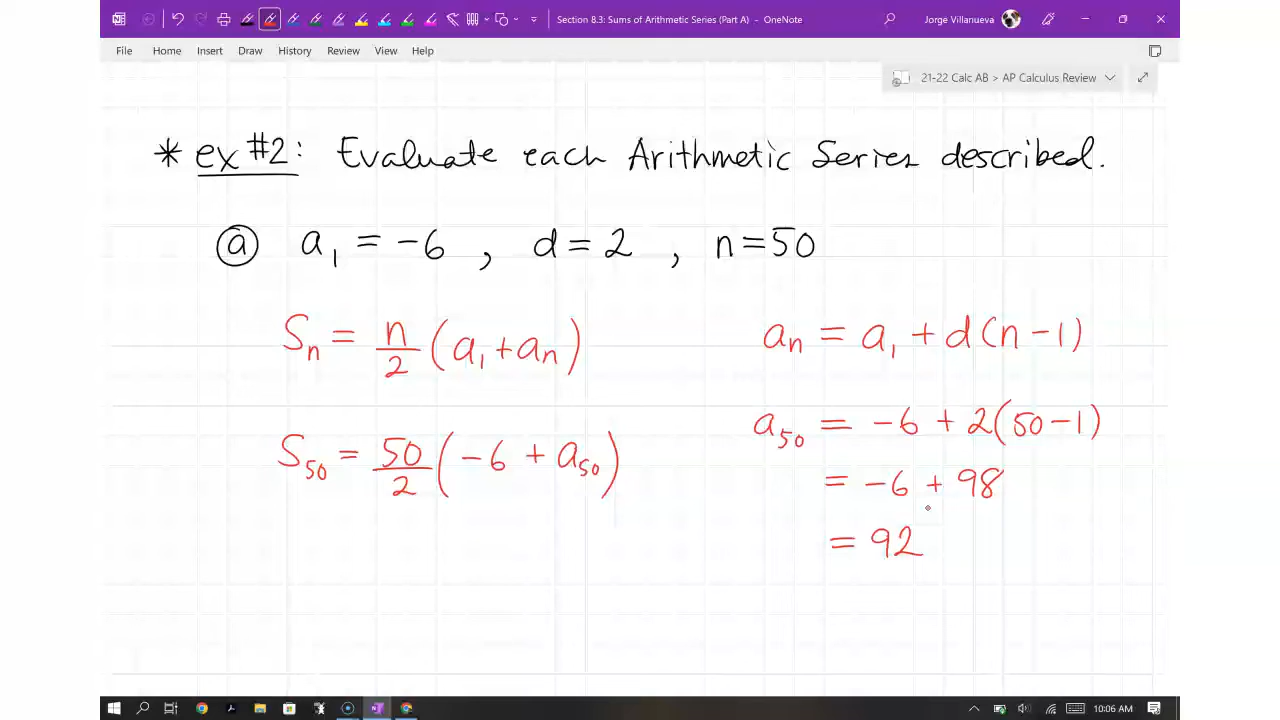 Section 8.3: Sums of Arithmetic Series (Part A) - OneNote
Jorge Villanueva
File Home Insert Draw History Review View Help
21-22 Calc AB > AP Calculus Review
* ex #2: Evaluate each Arithmetic Series described.
ⓐ a₁ = -6 , d = 2 , n = 50
Sₙ = n/2 (a₁ + aₙ)
aₙ = a₁ + d(n - 1)
S₅₀ = 50/2 (-6 + a₅₀)
a₅₀ = -6 + 2(50 - 1)
= -6 + 98
= 92
10:06 AM